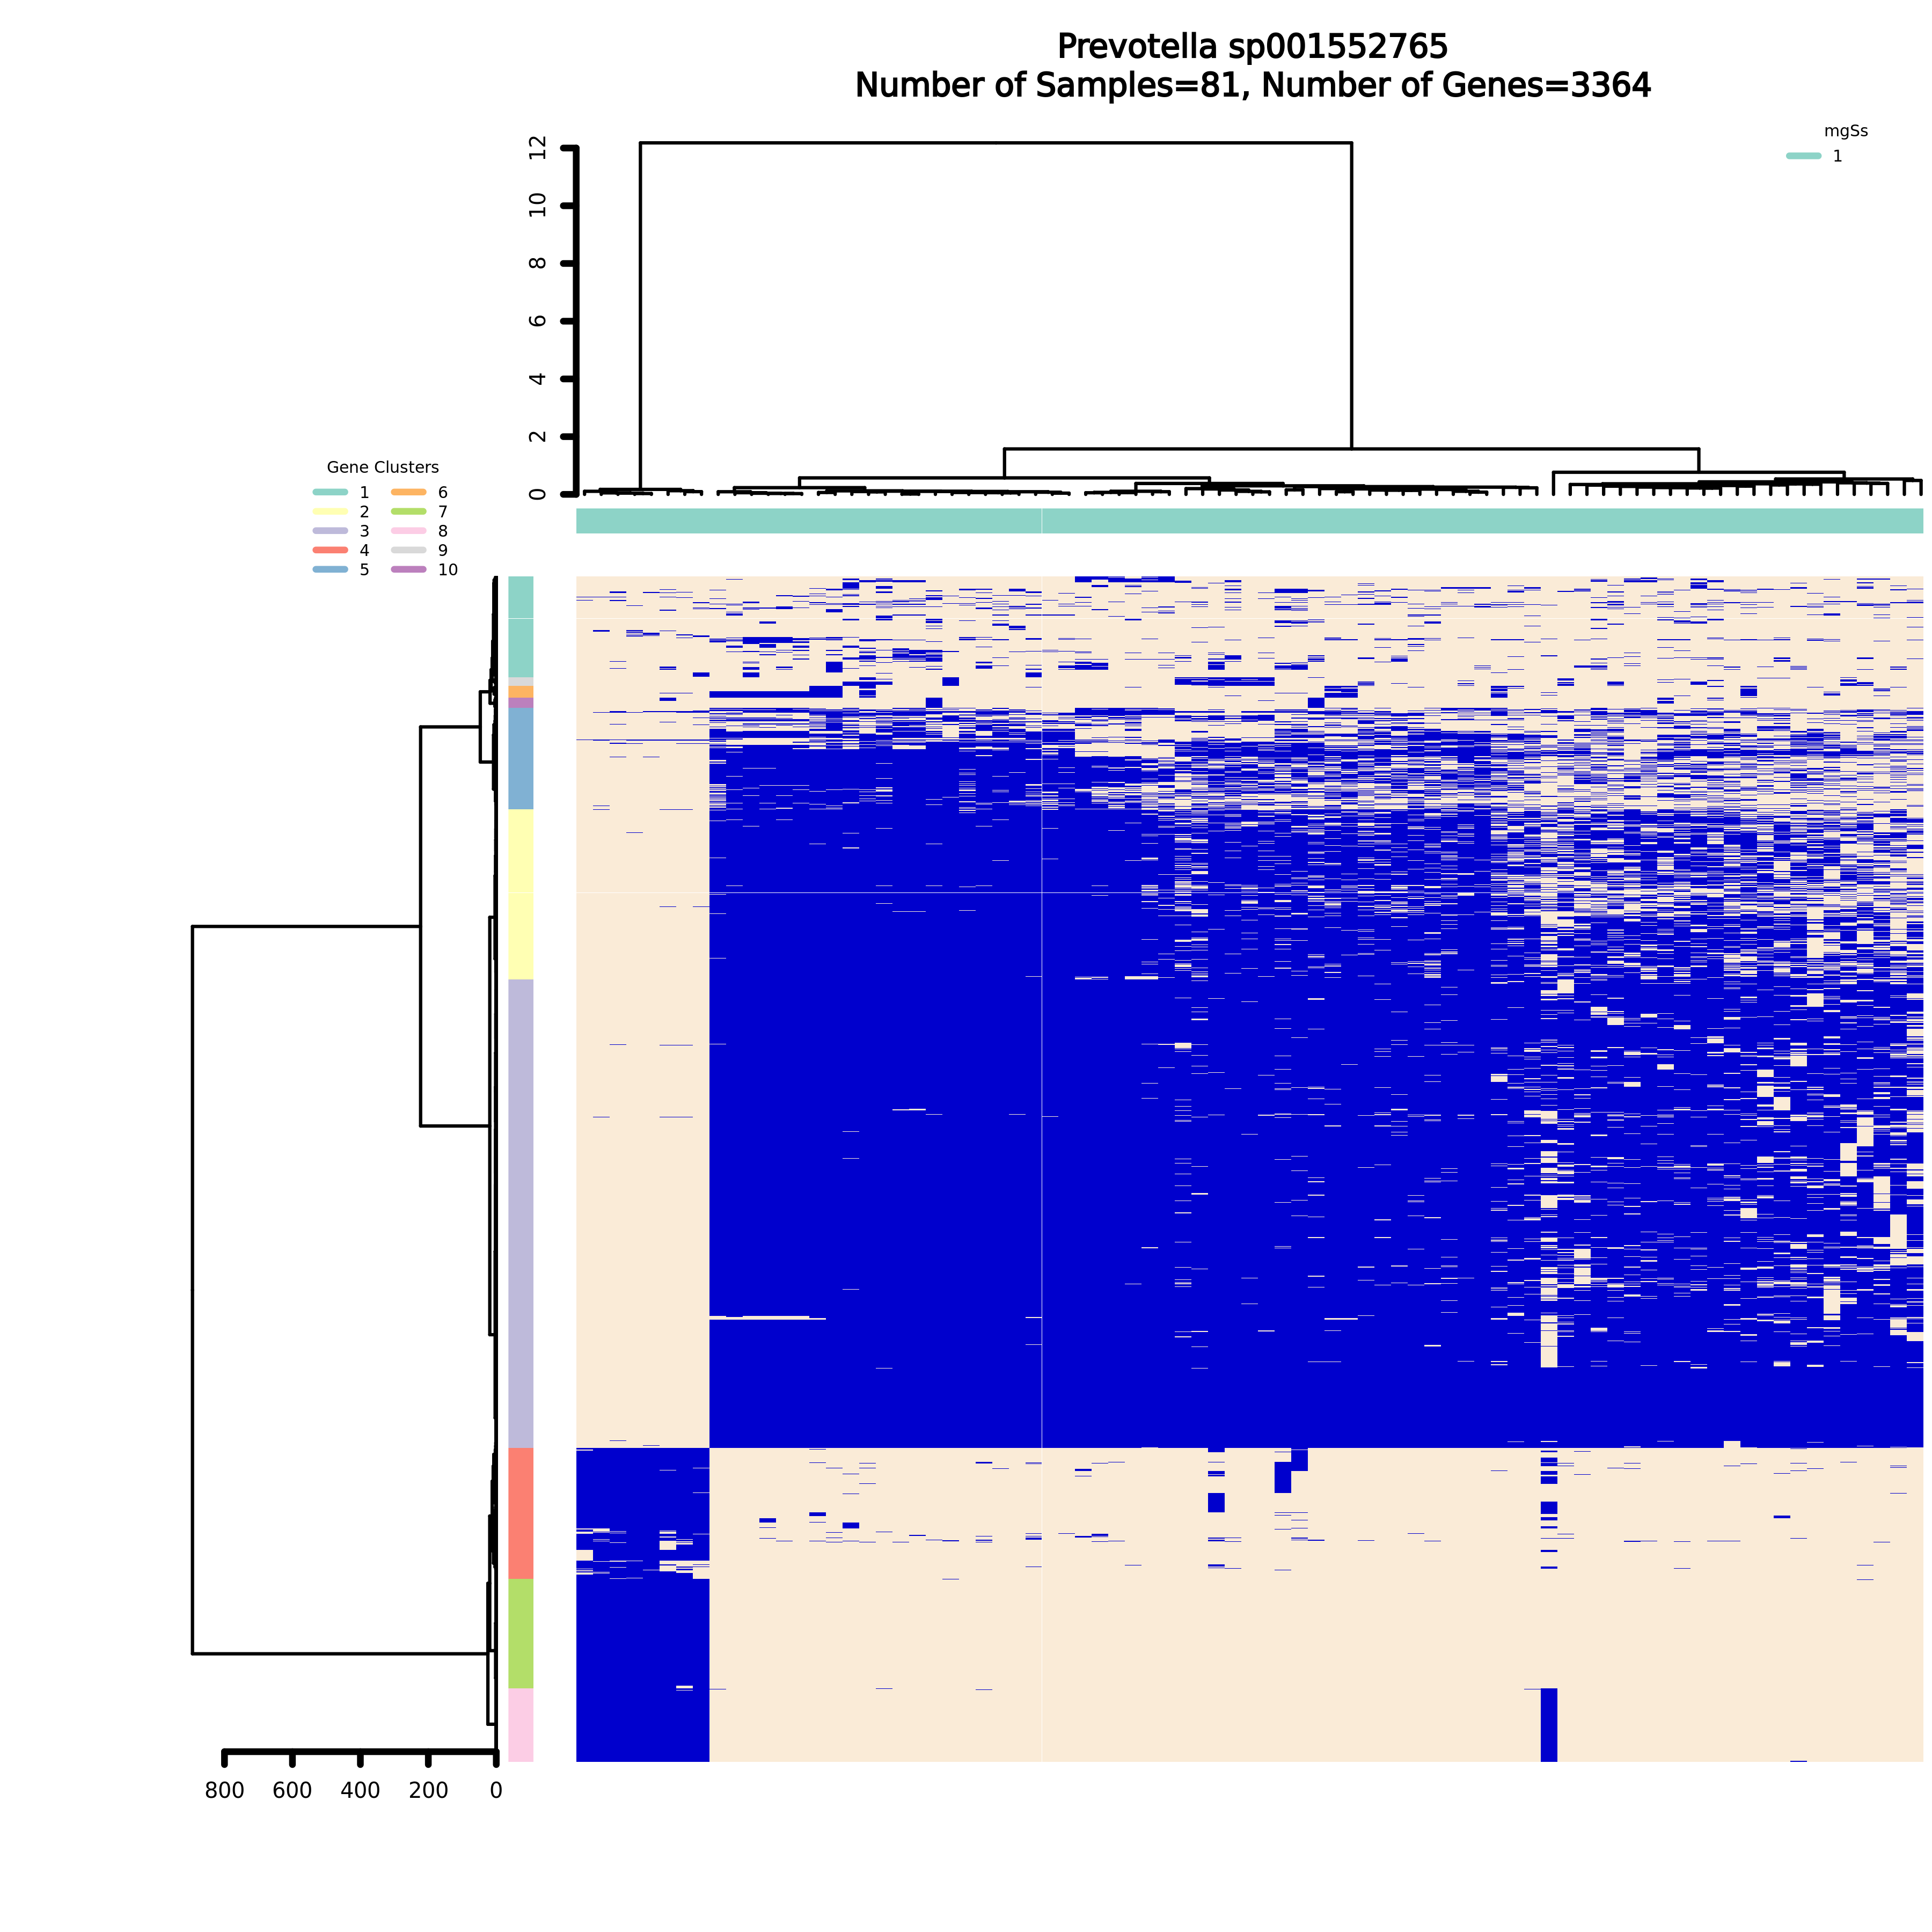 Prevotella sp001552765
Number of Samples=81, Number of Genes=3364
mgSs
1
12
10
8
6
4
2
0
Gene Clusters
1 6
2 7
3 8
4 9
5 10
800 600 400 200 0